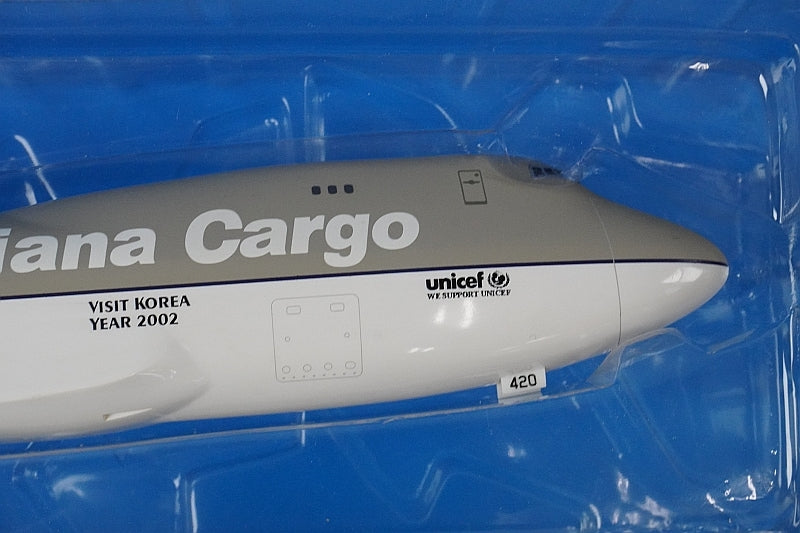 iana Cargo
VISIT KOREA
YEAR 2002
unicef
WE SUPPORT UNICEF
420